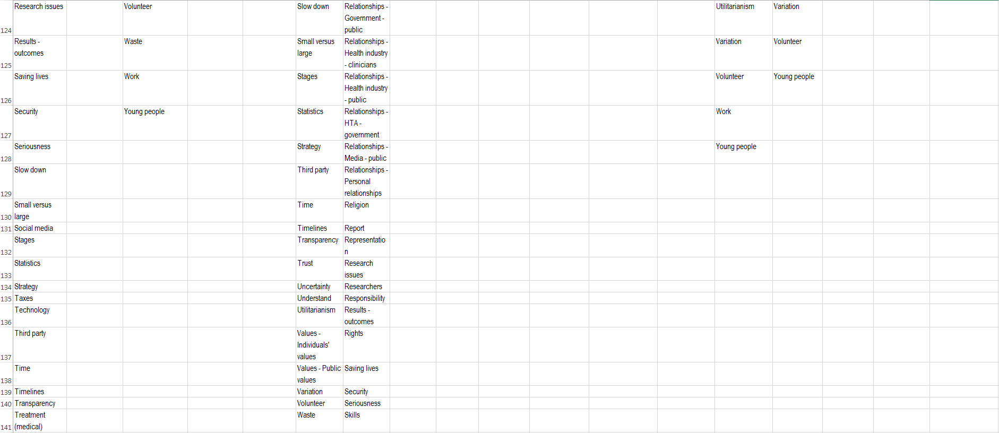 Research issues Volunteer Slow down Relationships - Utilitarianism Variation
Government -
124 public
Results - Waste Small versus Relationships - Variation Volunteer
outcomes large Health industry
125 - clinicians
Saving lives Work Stages Relationships - Volunteer Young people
Health industry
126 - public
Security Young people Statistics Relationships - Work
HTA -
127 government
Seriousness Strategy Relationships - Young people
128 Media - public
Slow down Third party Relationships -
Personal
129 relationships
Small versus Time Religion
130 large
131 Social media Timelines Report
Stages Transparency Representatio
132 n
Statistics Trust Research
133 issues
134 Strategy Uncertainty Researchers
135 Taxes Understand Responsibility
Technology Utilitarianism Results -
136 outcomes
Third party Values - Rights
Individuals'
137 values
Time Values - Public Saving lives
138 values
139 Timelines Variation Security
140 Transparency Volunteer Seriousness
Treatment Waste Skills
141 (medical)